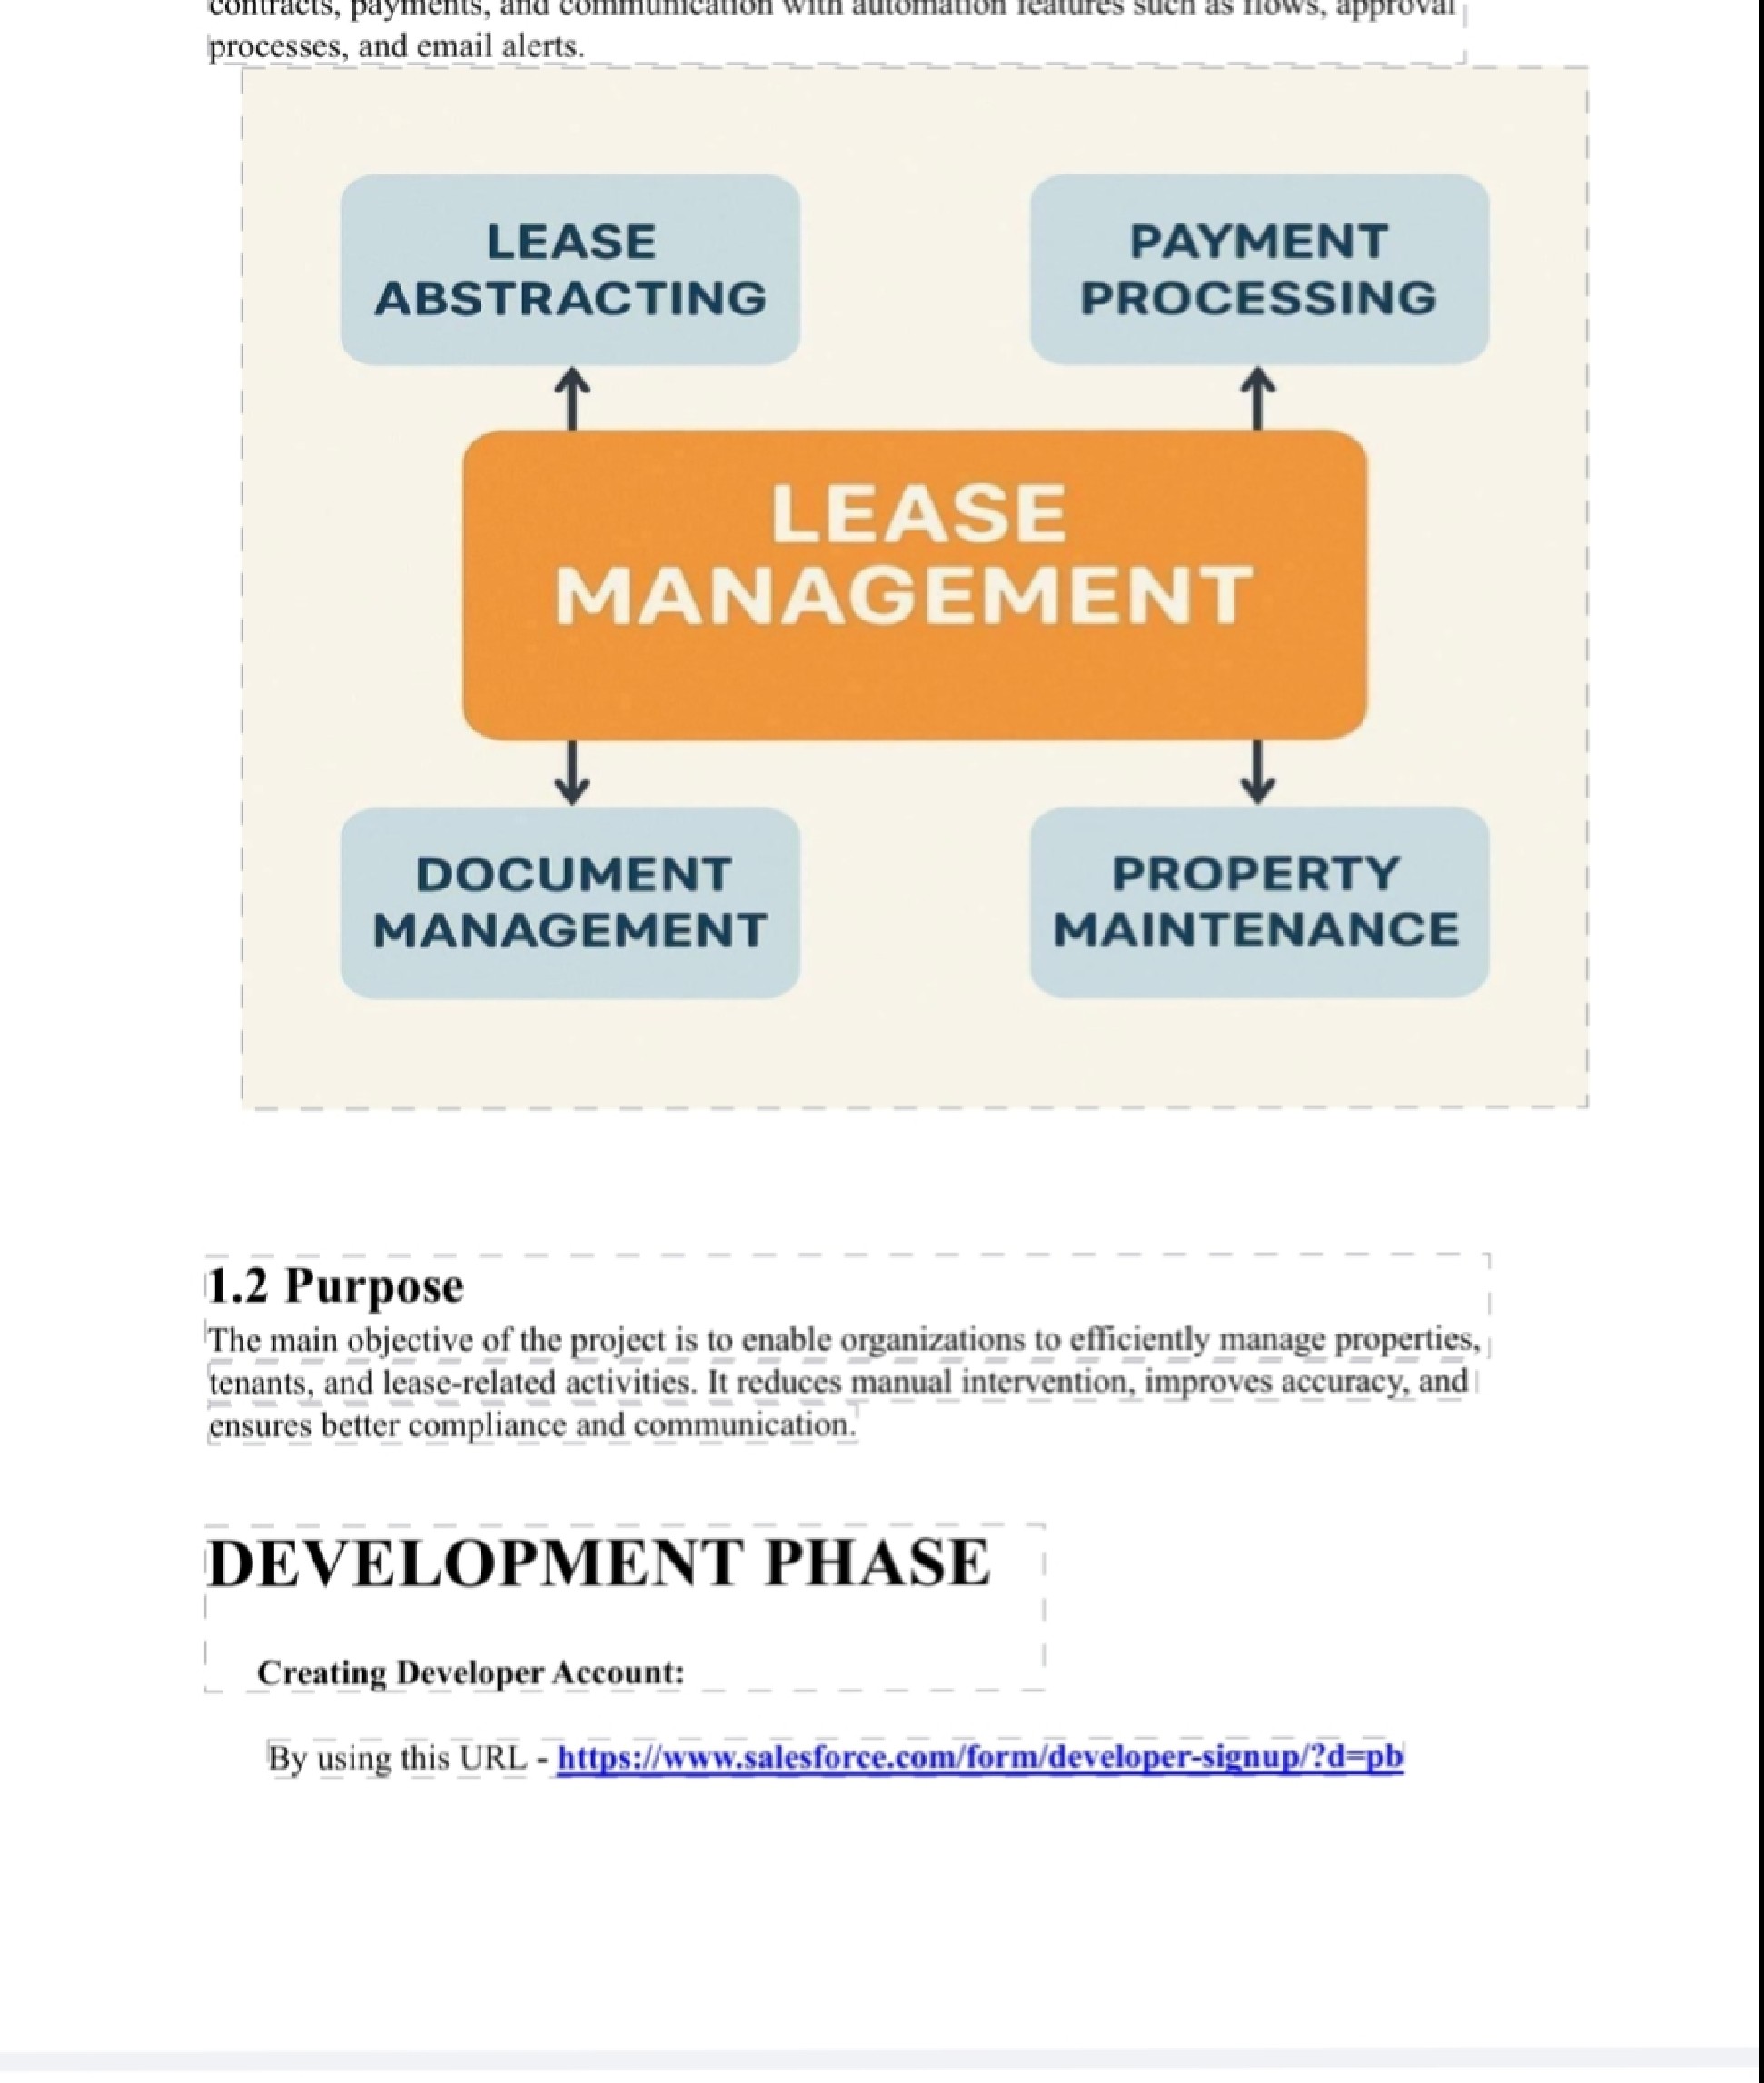 contracts, payments, and communication with automation features such as flows, approval
processes, and email alerts.
LEASE
ABSTRACTING
PAYMENT
PROCESSING
LEASE
MANAGEMENT
DOCUMENT
MANAGEMENT
PROPERTY
MAINTENANCE
1.2 Purpose
The main objective of the project is to enable organizations to efficiently manage properties,
tenants, and lease-related activities. It reduces manual intervention, improves accuracy, and
ensures better compliance and communication.
DEVELOPMENT PHASE
Creating Developer Account:
By using this URL - https://www.salesforce.com/form/developer-signup/?d=pb